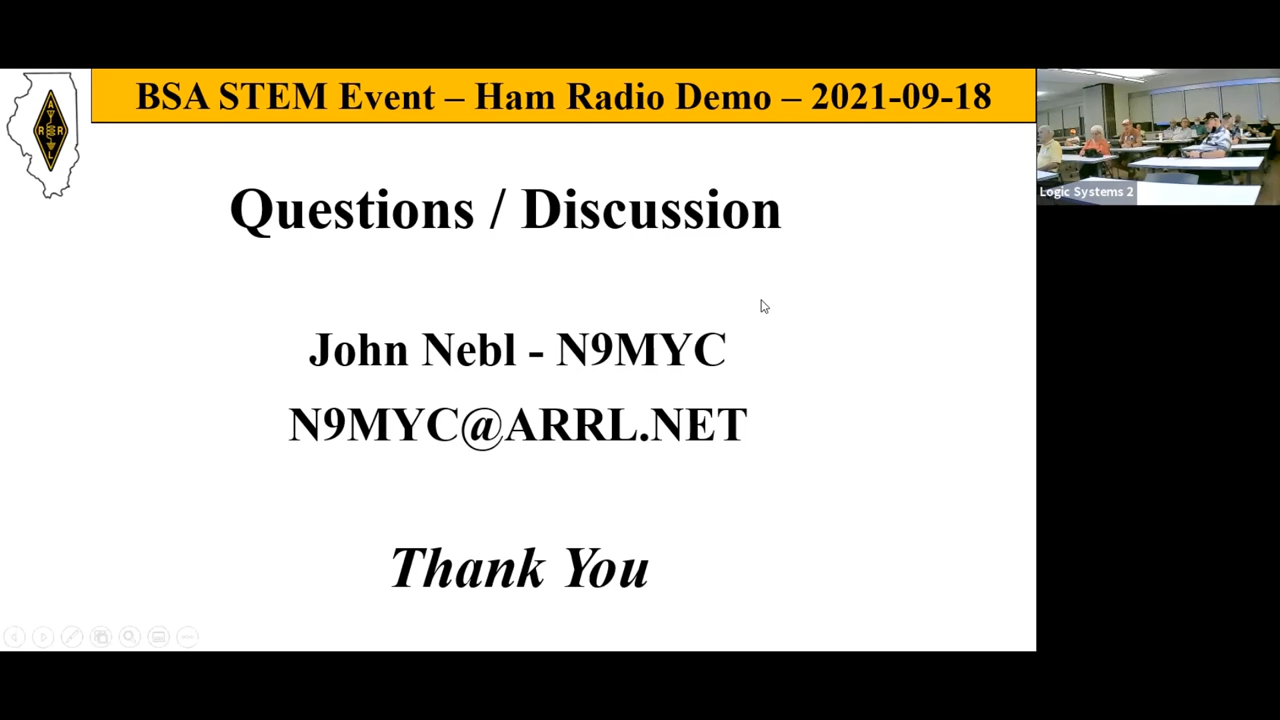 BSA STEM Event – Ham Radio Demo – 2021-09-18
A
R R
L
Questions / Discussion
John Nebl - N9MYC
N9MYC@ARRL.NET
Thank You
Logic Systems 2